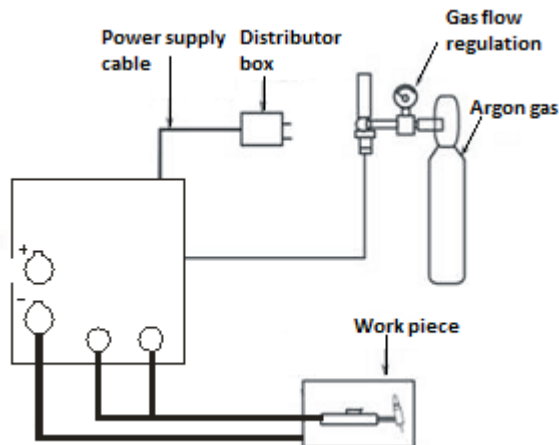 Power supply
cable
Distributor
box
Gas flow
regulation
Argon gas
+
-
Work piece